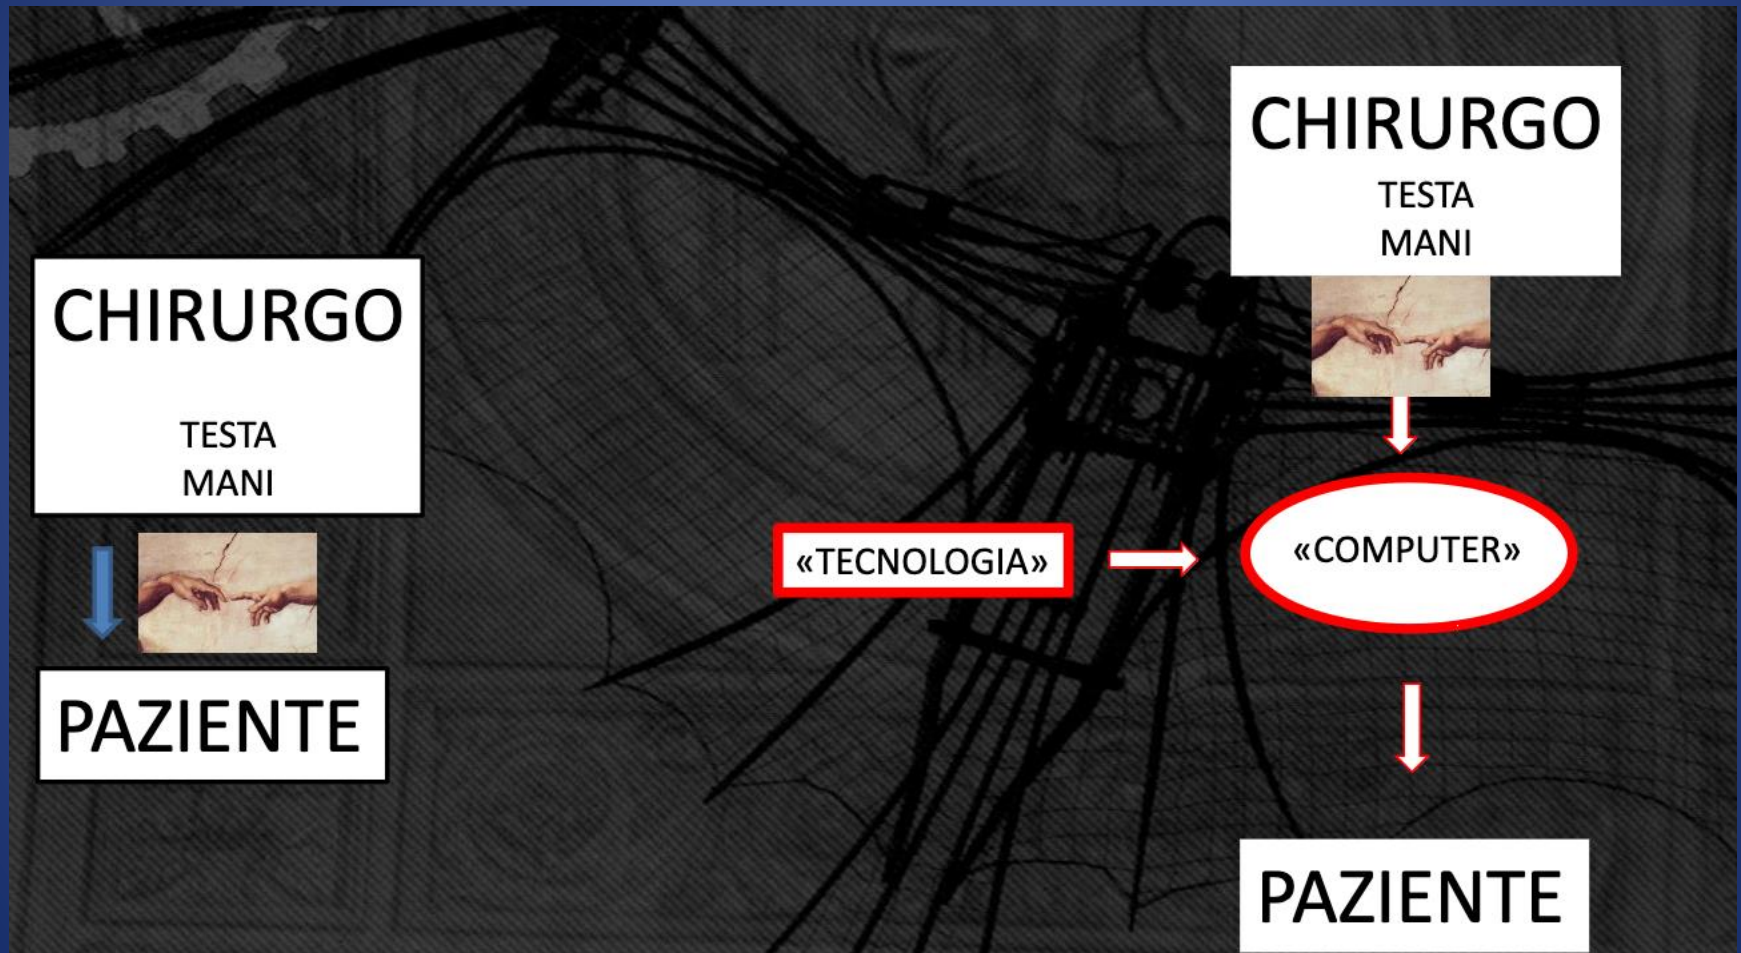 CHIRURGO
TESTA
MANI
PAZIENTE
«TECNOLOGIA»
CHIRURGO
TESTA
MANI
«COMPUTER»
PAZIENTE